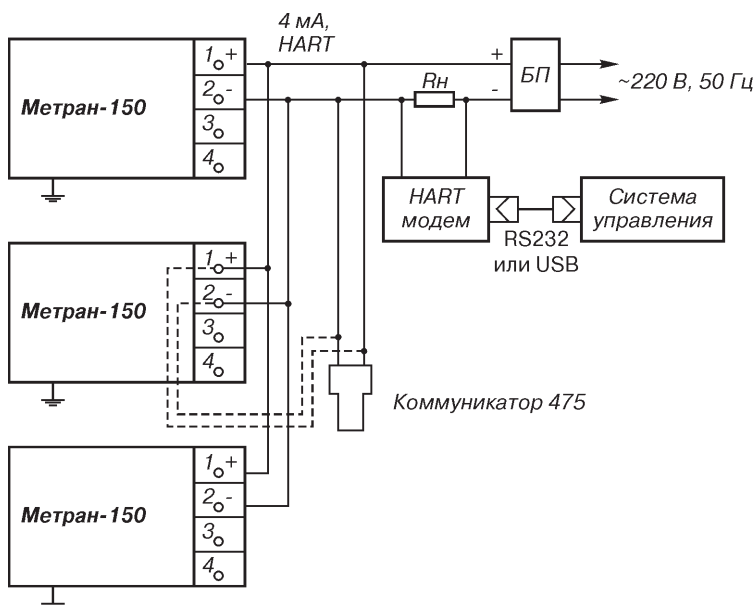 4 мА,
HART
Метран-150
1 +
2 -
3
4
Rн
+
-
БП
~220 В, 50 Гц
HART
модем
RS232
или USB
Система
управления
Метран-150
1 +
2 -
3
4
Коммуникатор 475
Метран-150
1 +
2 -
3
4